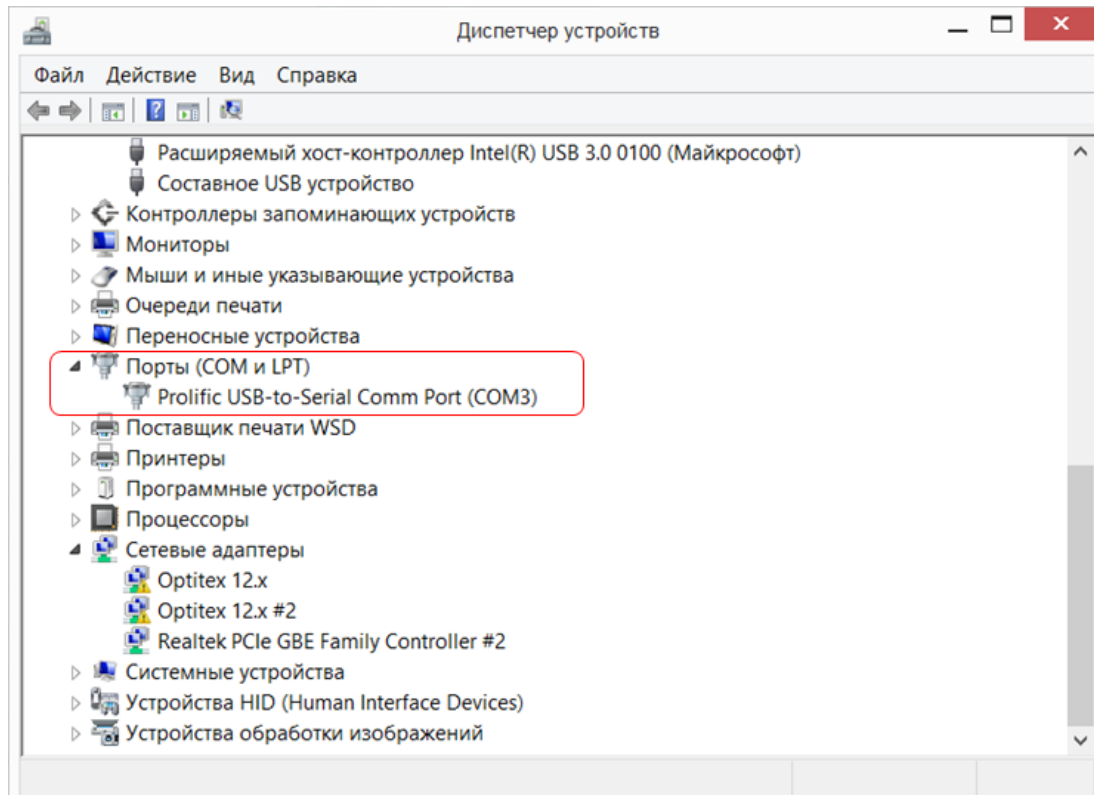 Диспетчер устройств
Файл Действие Вид Справка
Расширяемый хост-контроллер Intel(R) USB 3.0 0100 (Майкрософт)
Составное USB устройство
Контроллеры запоминающих устройств
Мониторы
Мыши и иные указывающие устройства
Очереди печати
Переносные устройства
Порты (COM и LPT)
Prolific USB-to-Serial Comm Port (COM3)
Поставщик печати WSD
Принтеры
Программные устройства
Процессоры
Сетевые адаптеры
Optitex 12.x
Optitex 12.x #2
Realtek PCIe GBE Family Controller #2
Системные устройства
Устройства HID (Human Interface Devices)
Устройства обработки изображений